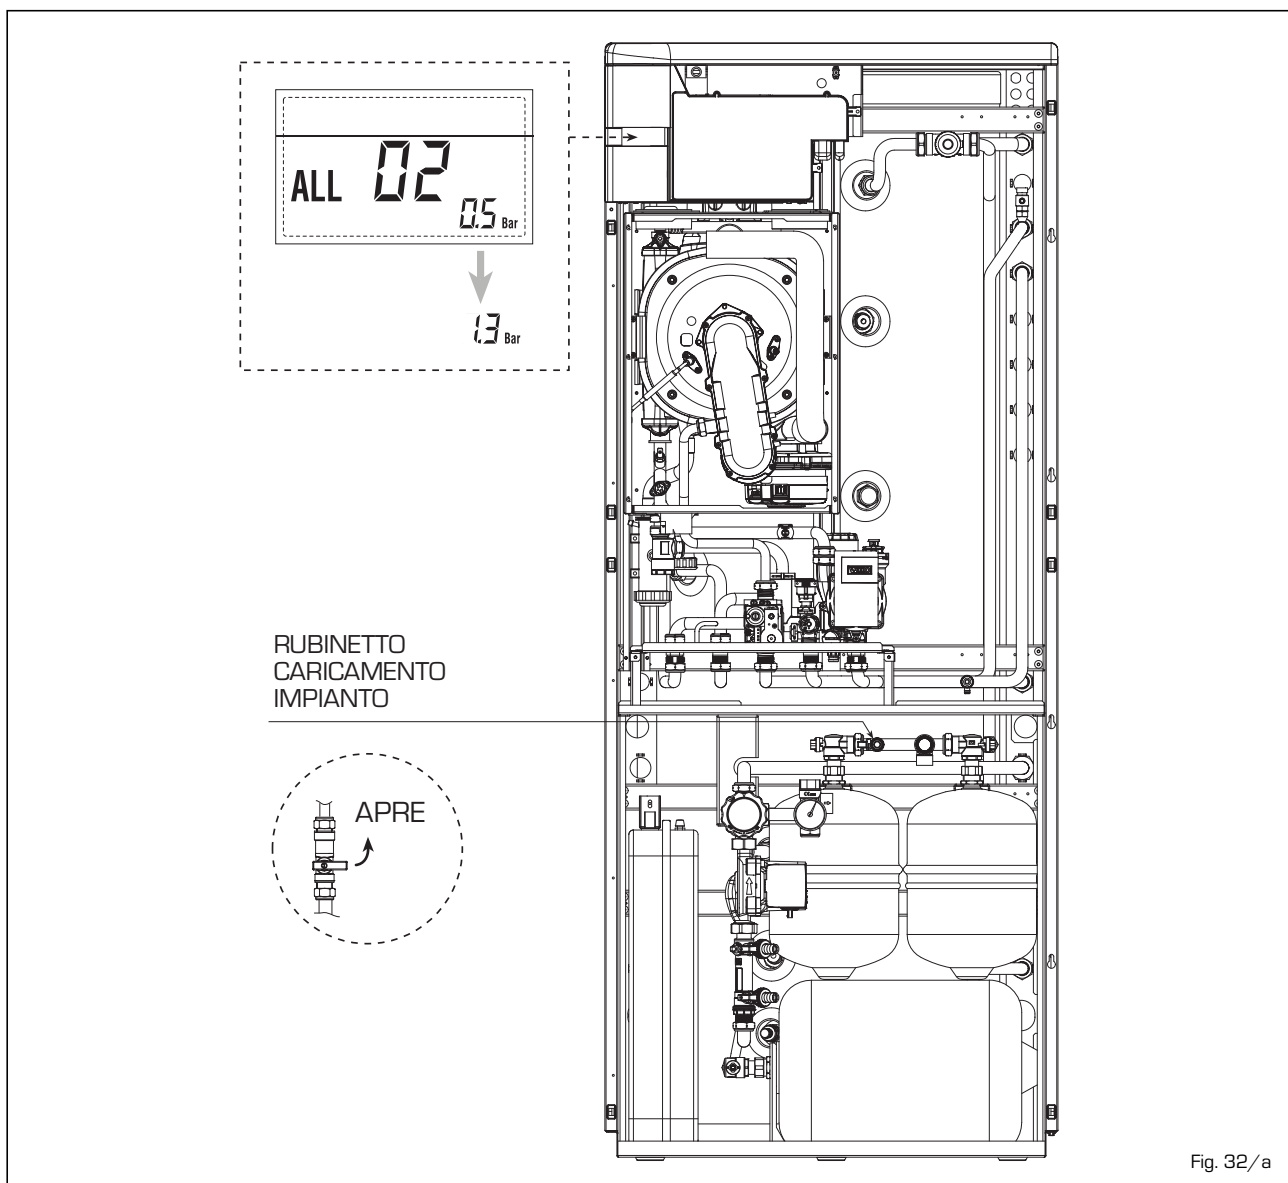 ALL 02
0.5 Bar
1.3 Bar
RUBINETTO
CARICAMENTO
IMPIANTO
APRE
Fig. 32/a